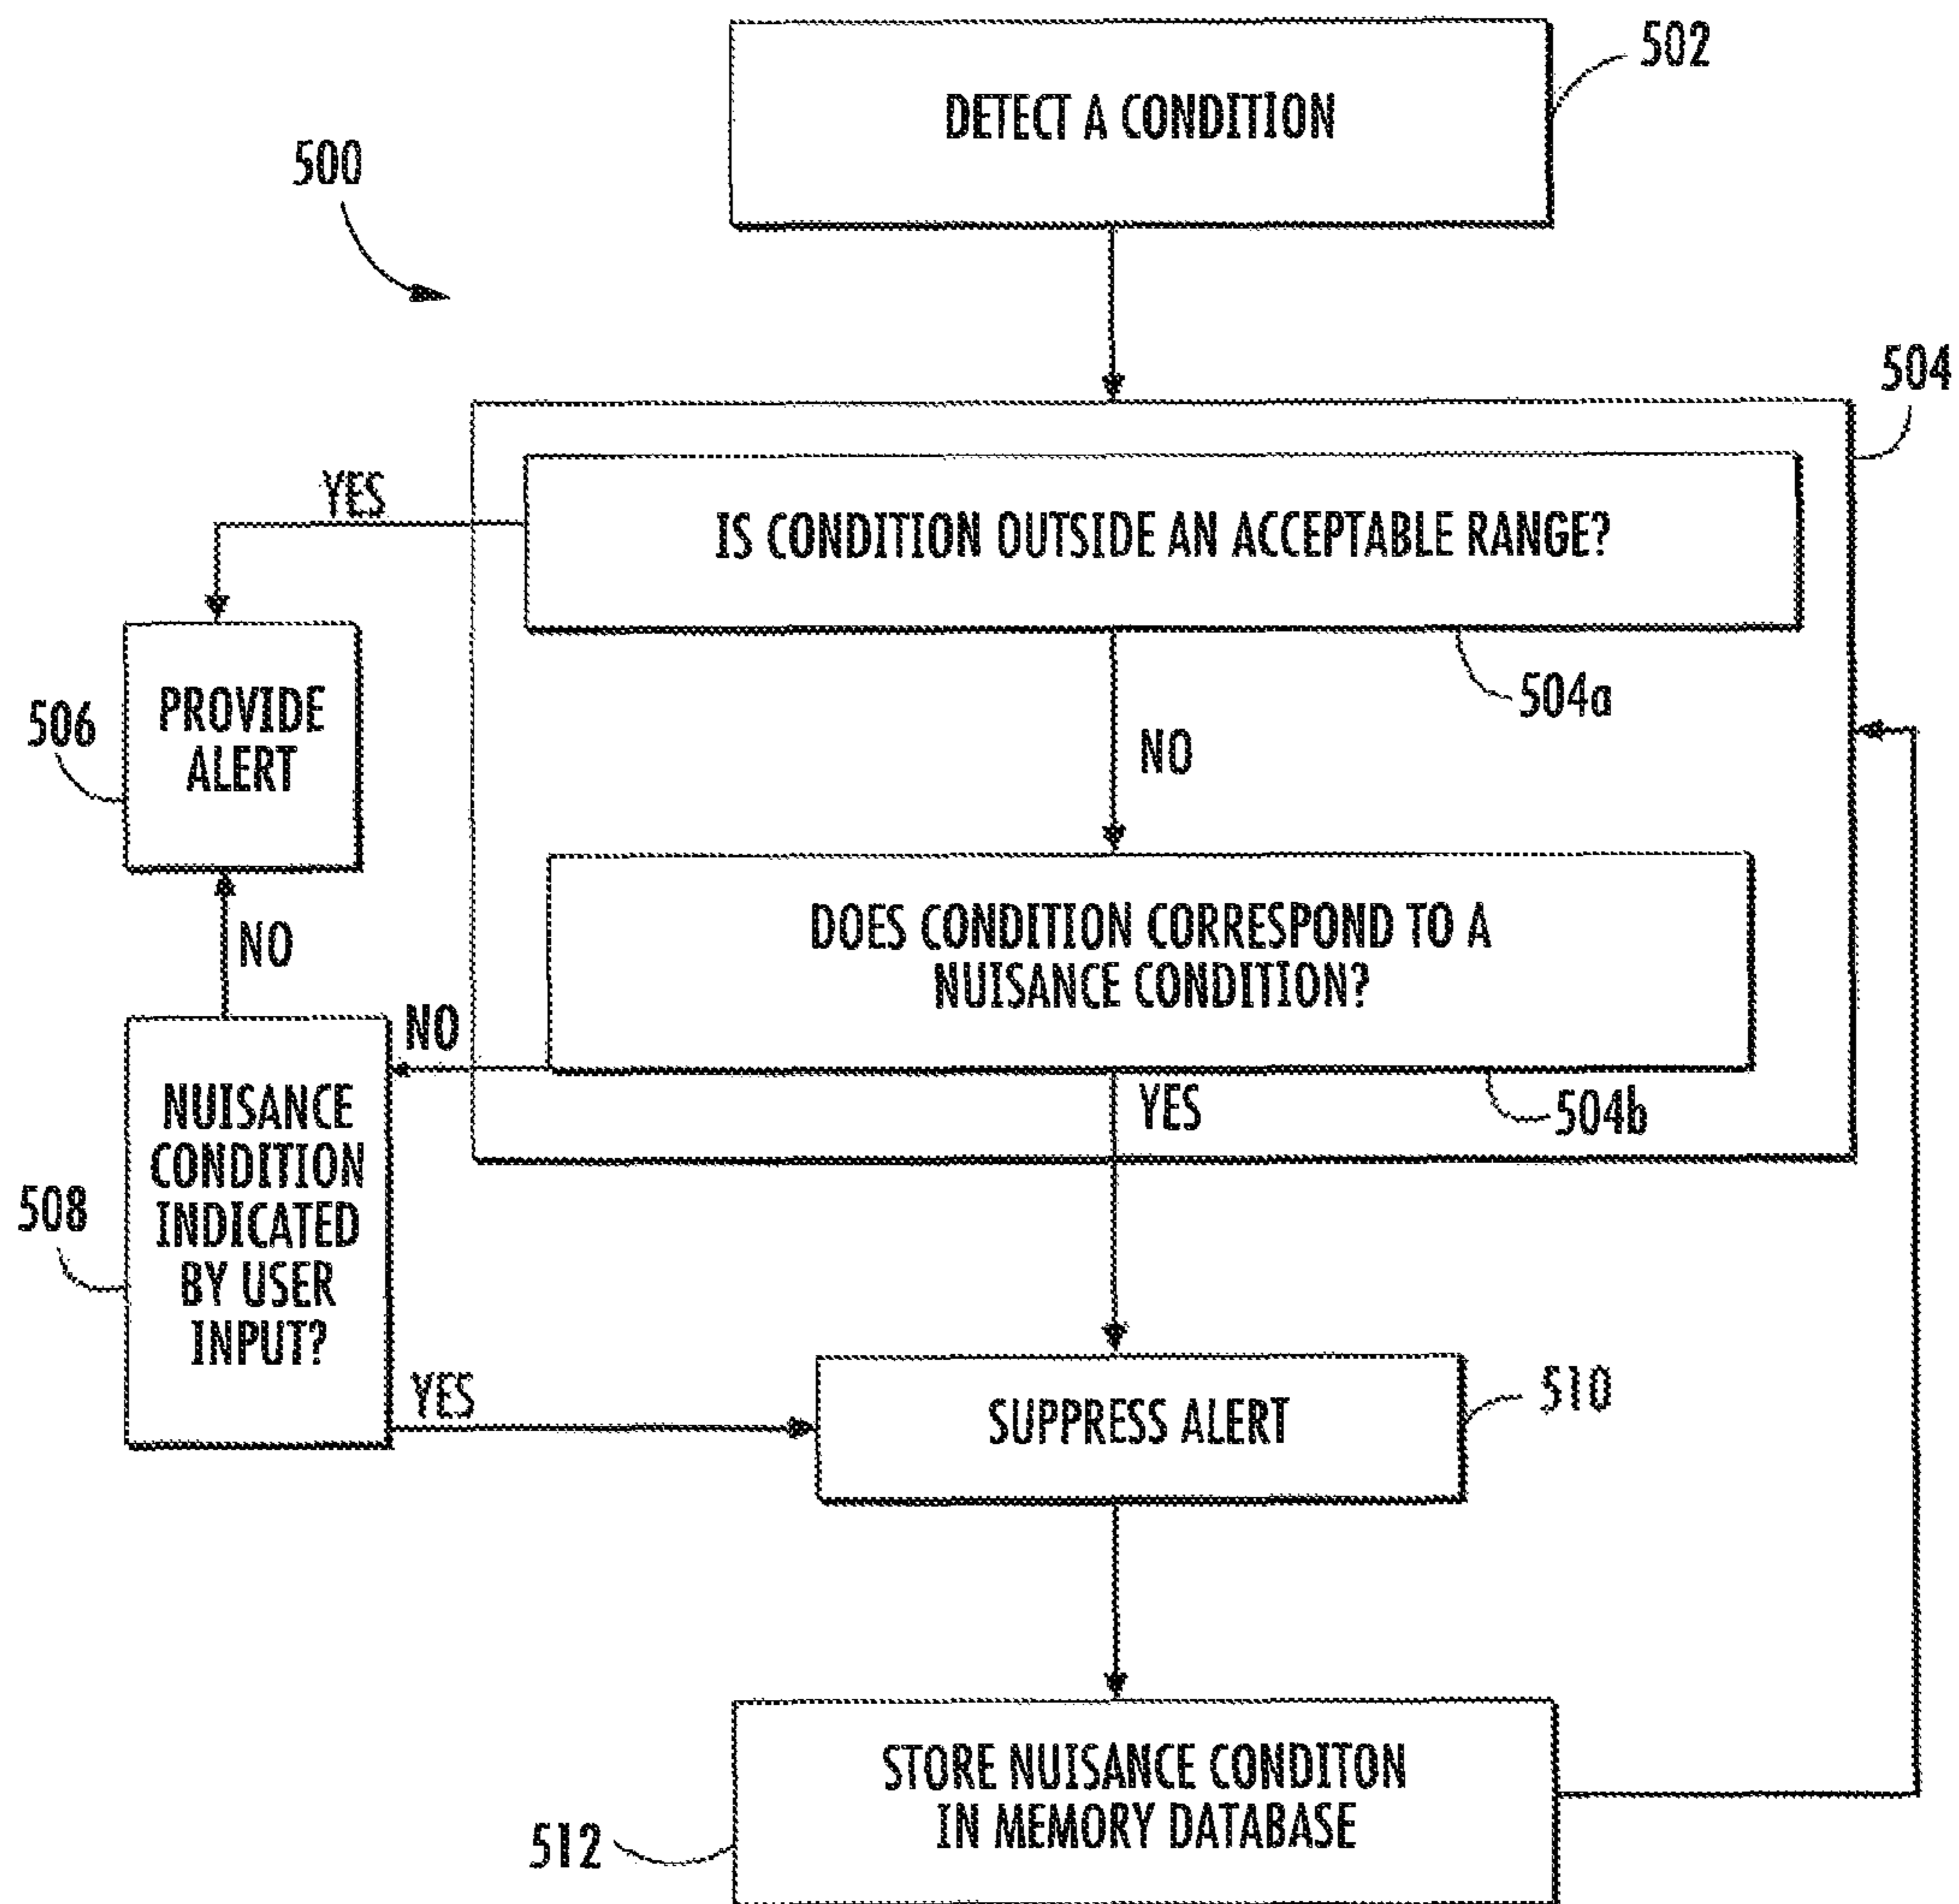 DETECT A CONDITION
502
500
504
YES
IS CONDITION OUTSIDE AN ACCEPTABLE RANGE?
504a
506
PROVIDE
ALERT
NO
NO
DOES CONDITION CORRESPOND TO A
NUISANCE CONDITION?
NO
YES
504b
508
NUISANCE
CONDITION
INDICATED
BY USER
INPUT?
YES
SUPPRESS ALERT
510
STORE NUISANCE CONDITON
IN MEMORY DATABASE
512